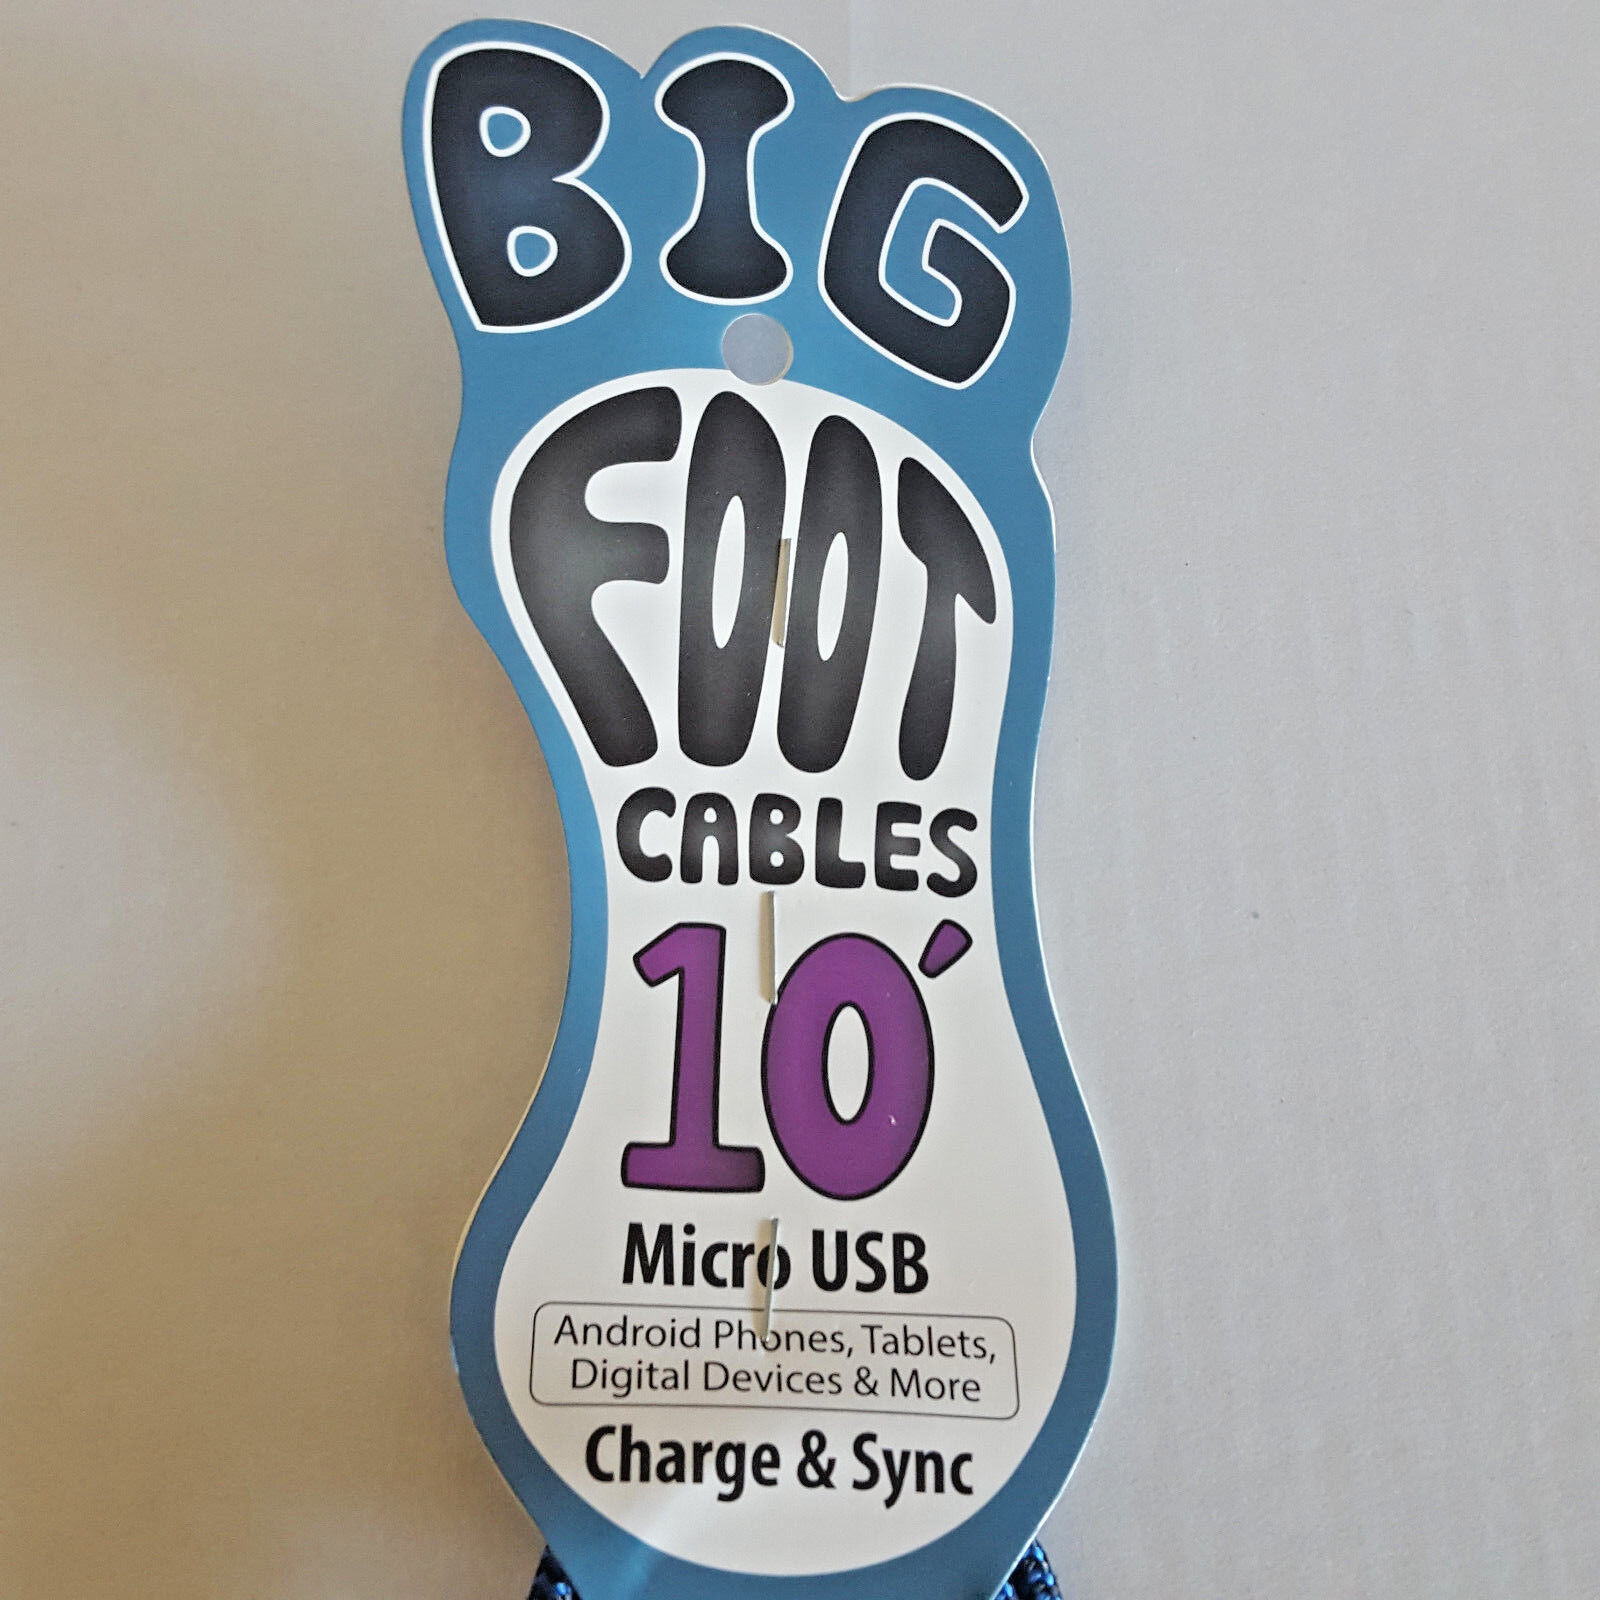 BIG
FOOT
CABLES
10'
Micro USB
Android Phones, Tablets,
Digital Devices & More
Charge & Sync